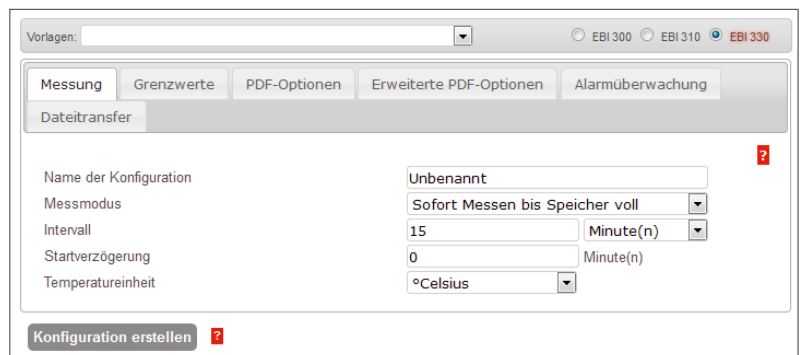 Vorlagen: EBI 300 EBI 310 EBI 330
Messung Grenzwerte PDF-Optionen Erweiterte PDF-Optionen Alarmüberwachung
Dateitransfer
?
Name der Konfiguration Unbenannt
Messmodus Sofort Messen bis Speicher voll
Intervall 15 Minute(n)
Startverzögerung 0 Minute(n)
Temperatureinheit °Celsius
Konfiguration erstellen ?